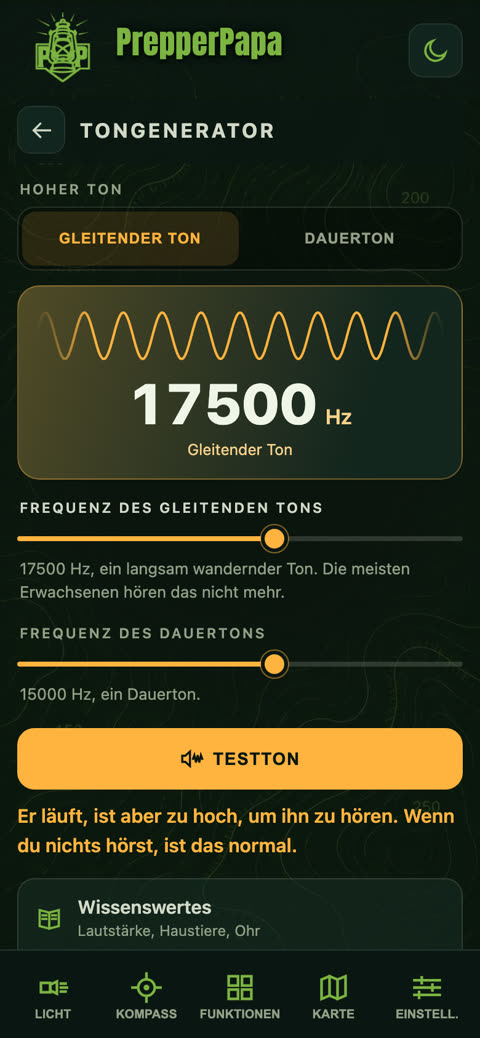 PP
PrepperPapa
TONGENERATOR
200
HOHER TON
GLEITENDER TON
DAUERTON
17500 Hz
Gleitender Ton
FREQUENZ DES GLEITENDEN TONS
17500 Hz, ein langsam wandernder Ton. Die meisten
Erwachsenen hören das nicht mehr.
FREQUENZ DES DAUERTONS
15000 Hz, ein Dauerton.
TESTTON
250
Er läuft, ist aber zu hoch, um ihn zu hören. Wenn
du nichts hörst, ist das normal.
Wissenswertes
Lautstärke, Haustiere, Ohr
LICHT
KOMPASS
FUNKTIONEN
KARTE
EINSTELL.